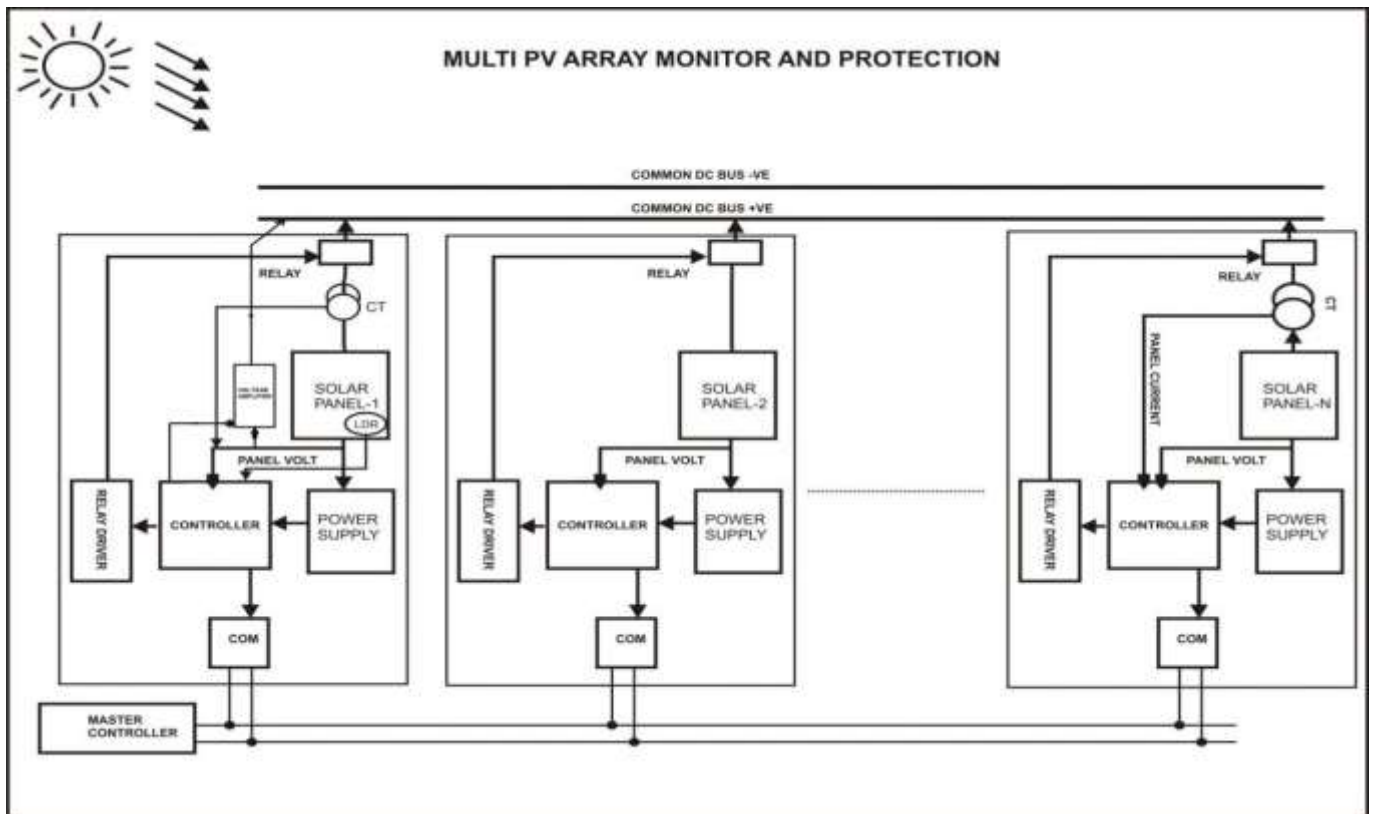 MULTI PV ARRAY MONITOR AND PROTECTION
COMMON DC BUS -VE
COMMON DC BUS +VE
RELAY
CT
SOLAR
PANEL-1
LDR
PANEL VOLT
RELAY DRIVER
CONTROLLER
POWER
SUPPLY
COM
RELAY
SOLAR
PANEL-2
PANEL VOLT
RELAY DRIVER
CONTROLLER
POWER
SUPPLY
COM
RELAY
CT
PANEL CURRENT
SOLAR
PANEL-N
PANEL VOLT
RELAY DRIVER
CONTROLLER
POWER
SUPPLY
COM
MASTER
CONTROLLER